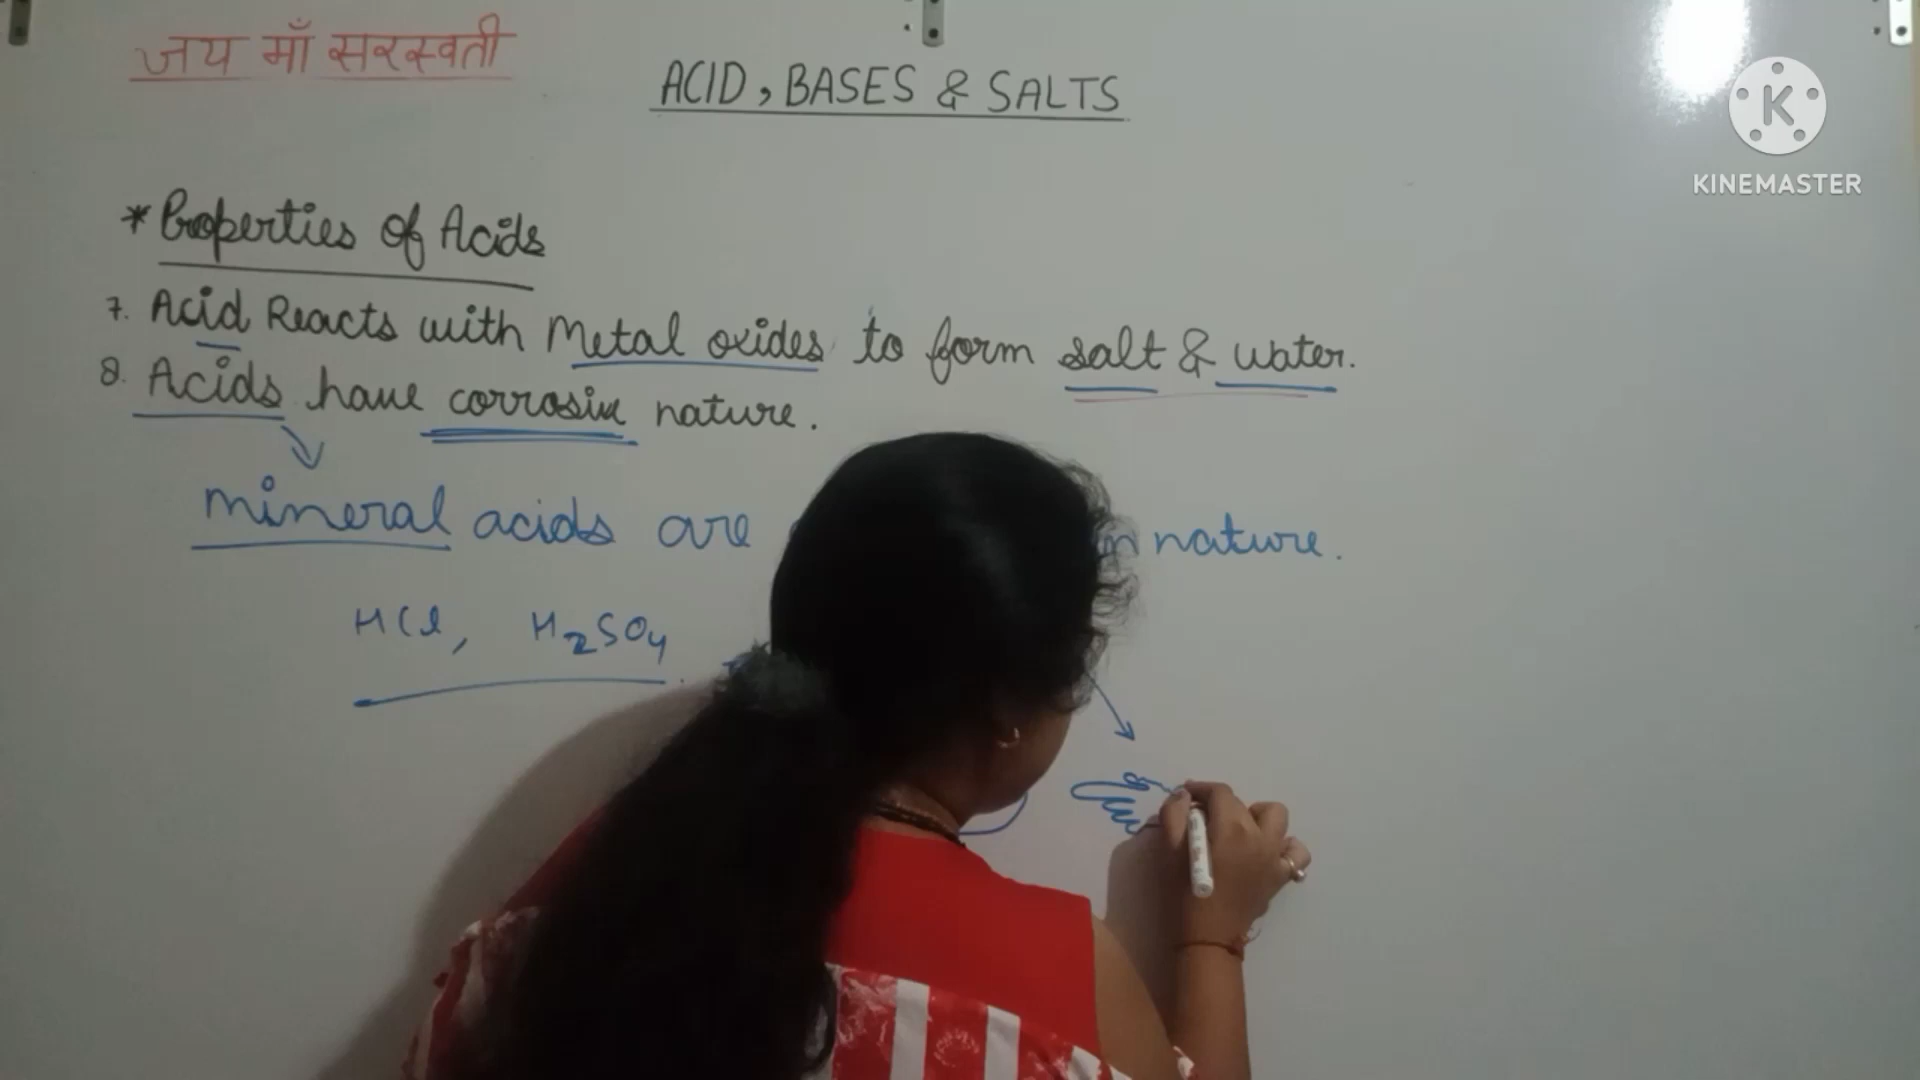 जय माँ सरस्वती
ACID, BASES & SALTS
KINEMASTER
* Properties of Acids
7. Acid Reacts with Metal oxides to form salt & water.
8. Acids have corrosive nature.
mineral acids are nature.
HCl, H2SO4